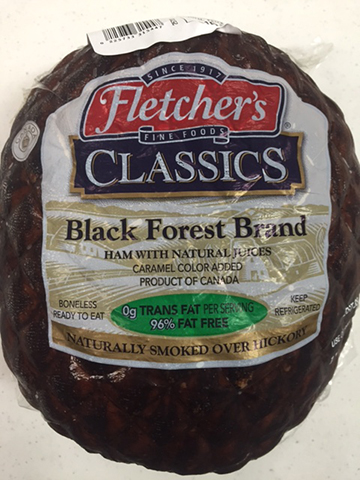 SINCE 1917
Fletcher's
FINE FOODS
CLASSICS
Black Forest Brand
HAM WITH NATURAL JUICES
CARAMEL COLOR ADDED
PRODUCT OF CANADA
BONELESS
READY TO EAT
0g TRANS FAT PER SERVING
96% FAT FREE
KEEP
REFRIGERATED
NATURALLY SMOKED OVER HICKORY